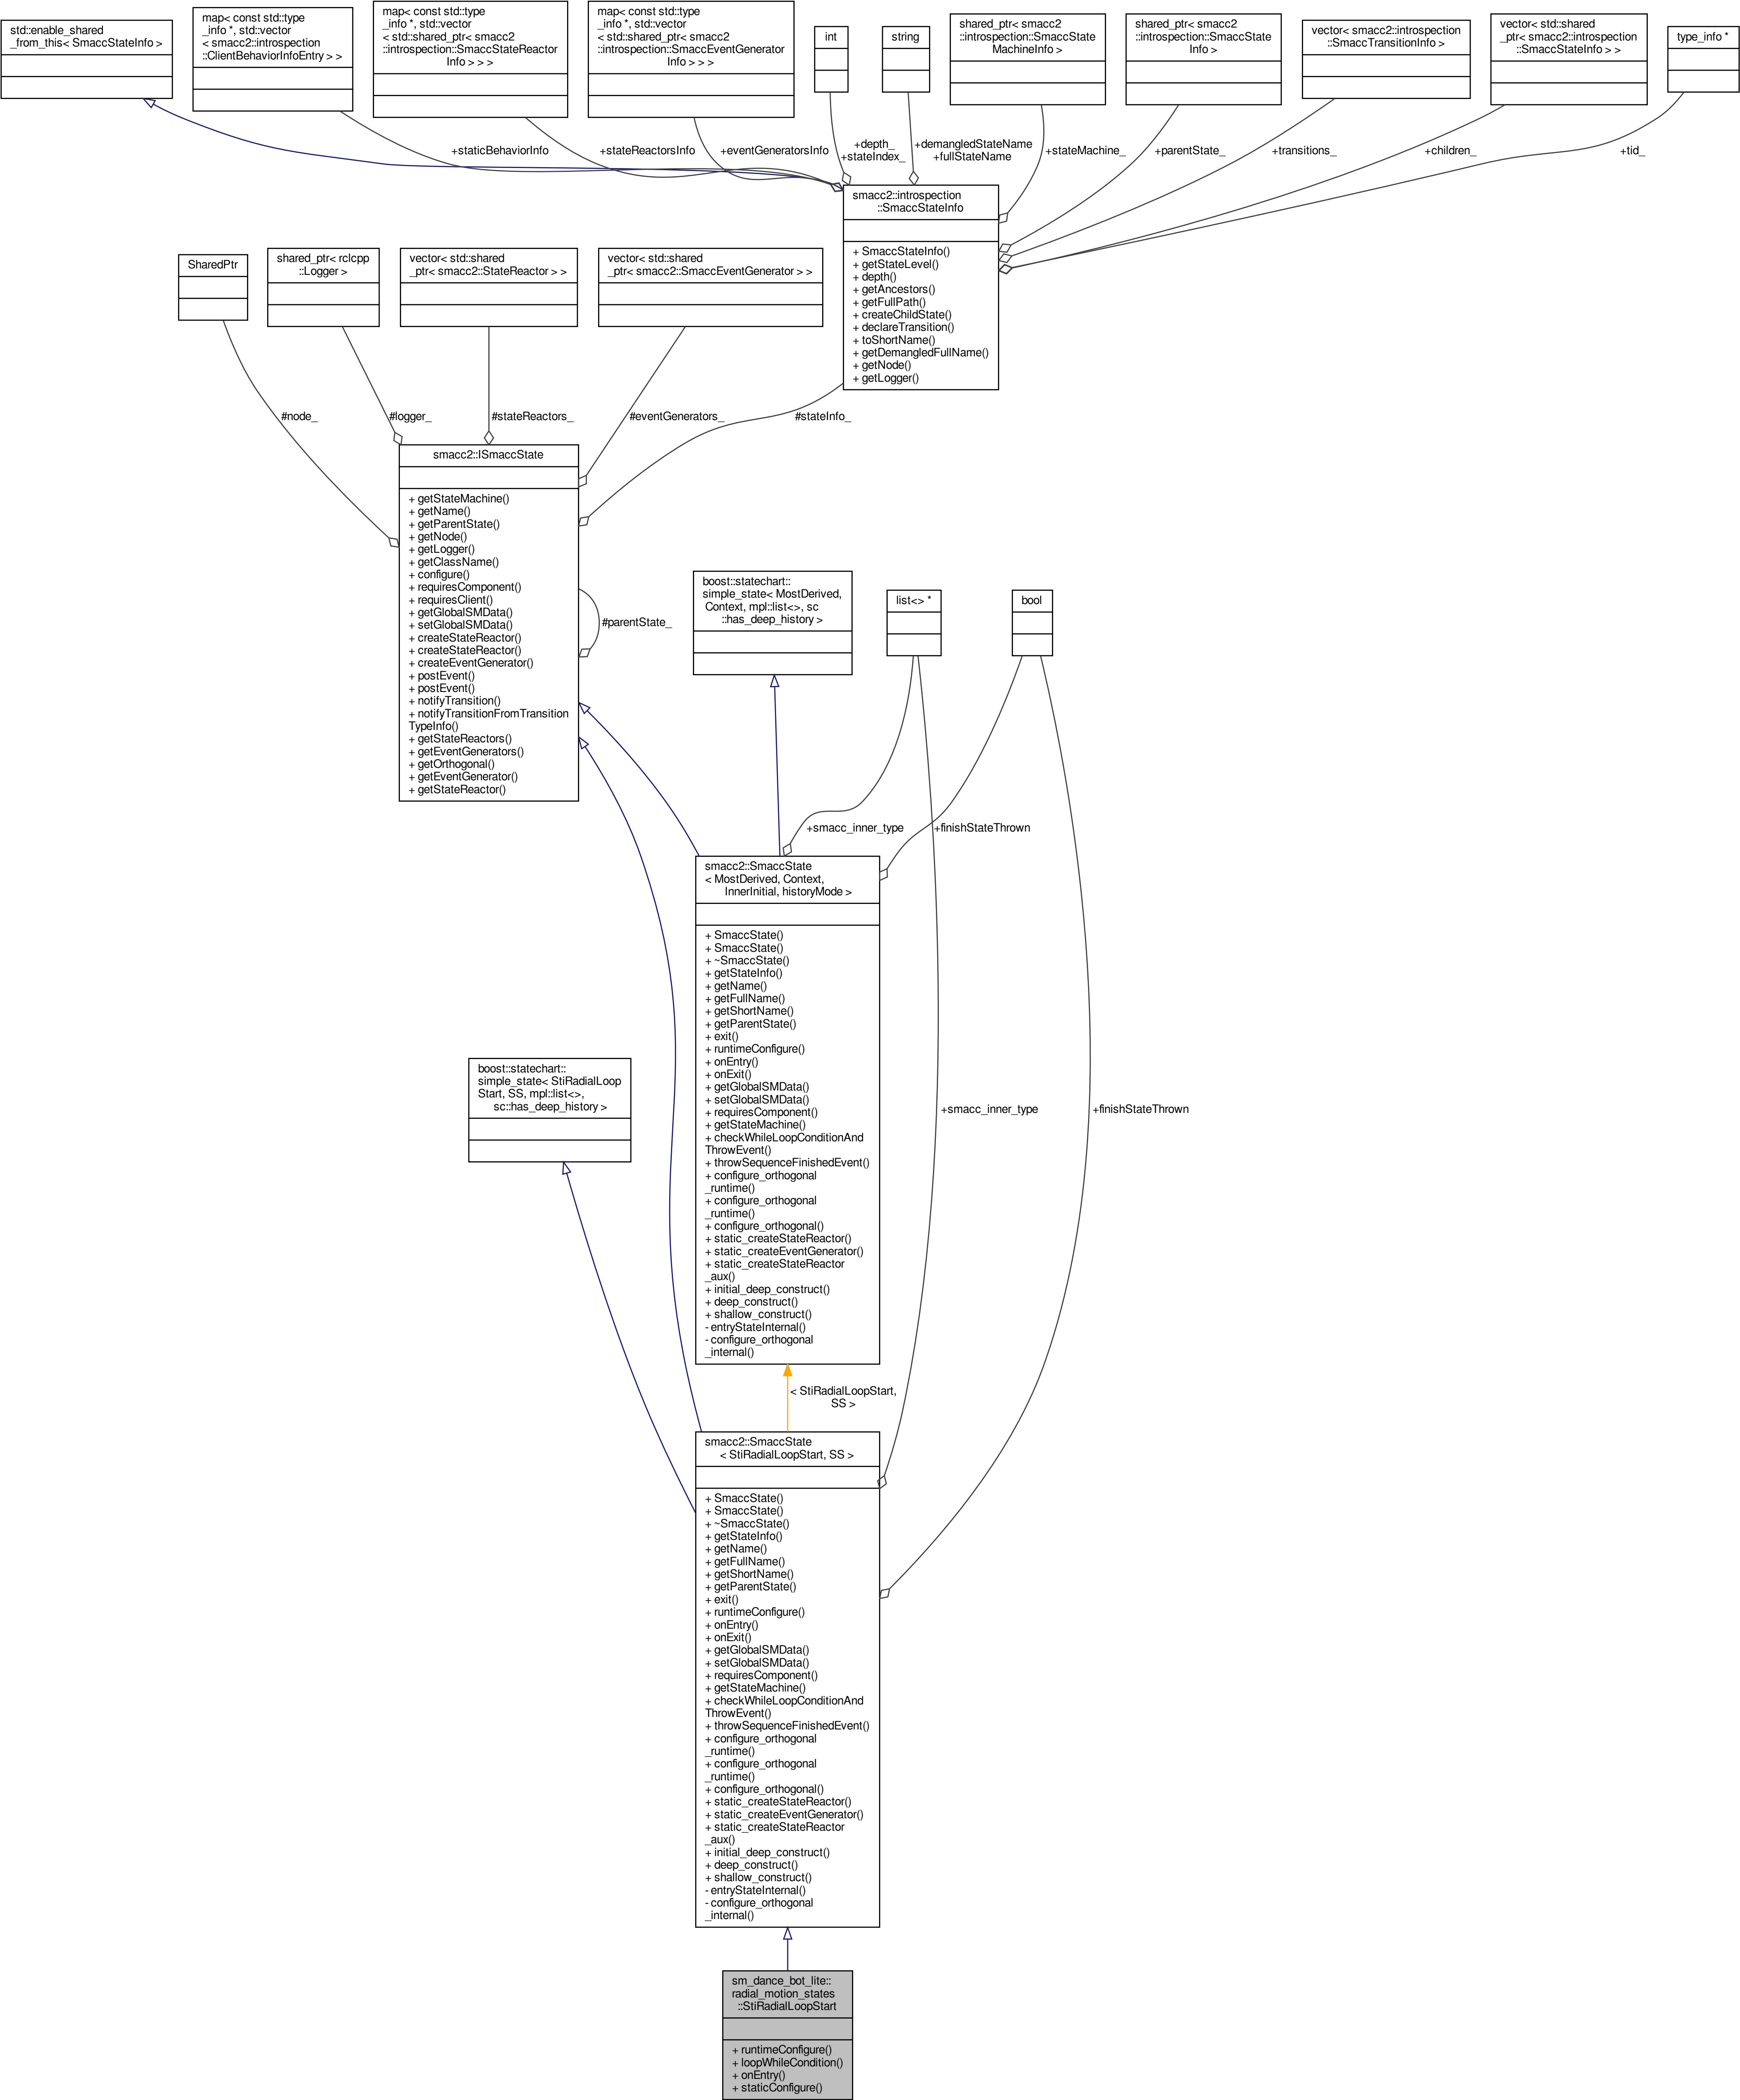 std::enable_shared
_from_this< SmaccStateInfo >
map< const std::type
_info *, std::vector
< smacc2::introspection
::ClientBehaviorInfoEntry > >
map< const std::type
_info *, std::vector
< std::shared_ptr< smacc2
::introspection::SmaccStateReactor
Info > > >
map< const std::type
_info *, std::vector
< std::shared_ptr< smacc2
::introspection::SmaccEventGenerator
Info > > >
int
string
shared_ptr< smacc2
::introspection::SmaccState
MachineInfo >
shared_ptr< smacc2
::introspection::SmaccState
Info >
vector< smacc2::introspection
::SmaccTransitionInfo >
vector< std::shared
_ptr< smacc2::introspection
::SmaccStateInfo > >
type_info *
+staticBehaviorInfo
+stateReactorsInfo
+eventGeneratorsInfo
+depth_
+stateIndex_
+demangledStateName
+fullStateName
+stateMachine_
+parentState_
+transitions_
+children_
+tid_
smacc2::introspection
::SmaccStateInfo
+ SmaccStateInfo()
+ getStateLevel()
+ depth()
+ getAncestors()
+ getFullPath()
+ createChildState()
+ declareTransition()
+ toShortName()
+ getDemangledFullName()
+ getNode()
+ getLogger()
SharedPtr
shared_ptr< rclcpp
::Logger >
vector< std::shared
_ptr< smacc2::StateReactor > >
vector< std::shared
_ptr< smacc2::SmaccEventGenerator > >
#node_
#logger_
#stateReactors_
#eventGenerators_
#stateInfo_
smacc2::ISmaccState
+ getStateMachine()
+ getName()
+ getParentState()
+ getNode()
+ getLogger()
+ getClassName()
+ configure()
+ requiresComponent()
+ requiresClient()
+ getGlobalSMData()
+ setGlobalSMData()
+ createStateReactor()
+ createStateReactor()
+ createEventGenerator()
+ postEvent()
+ postEvent()
+ notifyTransition()
+ notifyTransitionFromTransition
TypeInfo()
+ getStateReactors()
+ getEventGenerators()
+ getOrthogonal()
+ getEventGenerator()
+ getStateReactor()
#parentState_
boost::statechart::
simple_state< MostDerived,
Context, mpl::list<>, sc
::has_deep_history >
list<> *
bool
+smacc_inner_type
+finishStateThrown
smacc2::SmaccState
< MostDerived, Context,
InnerInitial, historyMode >
+ SmaccState()
+ SmaccState()
+ ~SmaccState()
+ getStateInfo()
+ getName()
+ getFullName()
+ getShortName()
+ getParentState()
+ exit()
+ runtimeConfigure()
+ onEntry()
+ onExit()
+ getGlobalSMData()
+ setGlobalSMData()
+ requiresComponent()
+ getStateMachine()
+ checkWhileLoopConditionAnd
ThrowEvent()
+ throwSequenceFinishedEvent()
+ configure_orthogonal
_runtime()
+ configure_orthogonal
_runtime()
+ configure_orthogonal()
+ static_createStateReactor()
+ static_createEventGenerator()
+ static_createStateReactor
_aux()
+ initial_deep_construct()
+ deep_construct()
+ shallow_construct()
- entryStateInternal()
- configure_orthogonal
_internal()
boost::statechart::
simple_state< StiRadialLoop
Start, SS, mpl::list<>,
sc::has_deep_history >
+smacc_inner_type
+finishStateThrown
< StiRadialLoopStart,
SS >
smacc2::SmaccState
< StiRadialLoopStart, SS >
+ SmaccState()
+ SmaccState()
+ ~SmaccState()
+ getStateInfo()
+ getName()
+ getFullName()
+ getShortName()
+ getParentState()
+ exit()
+ runtimeConfigure()
+ onEntry()
+ onExit()
+ getGlobalSMData()
+ setGlobalSMData()
+ requiresComponent()
+ getStateMachine()
+ checkWhileLoopConditionAnd
ThrowEvent()
+ throwSequenceFinishedEvent()
+ configure_orthogonal
_runtime()
+ configure_orthogonal
_runtime()
+ configure_orthogonal()
+ static_createStateReactor()
+ static_createEventGenerator()
+ static_createStateReactor
_aux()
+ initial_deep_construct()
+ deep_construct()
+ shallow_construct()
- entryStateInternal()
- configure_orthogonal
_internal()
sm_dance_bot_lite::
radial_motion_states
::StiRadialLoopStart
+ runtimeConfigure()
+ loopWhileCondition()
+ onEntry()
+ staticConfigure()